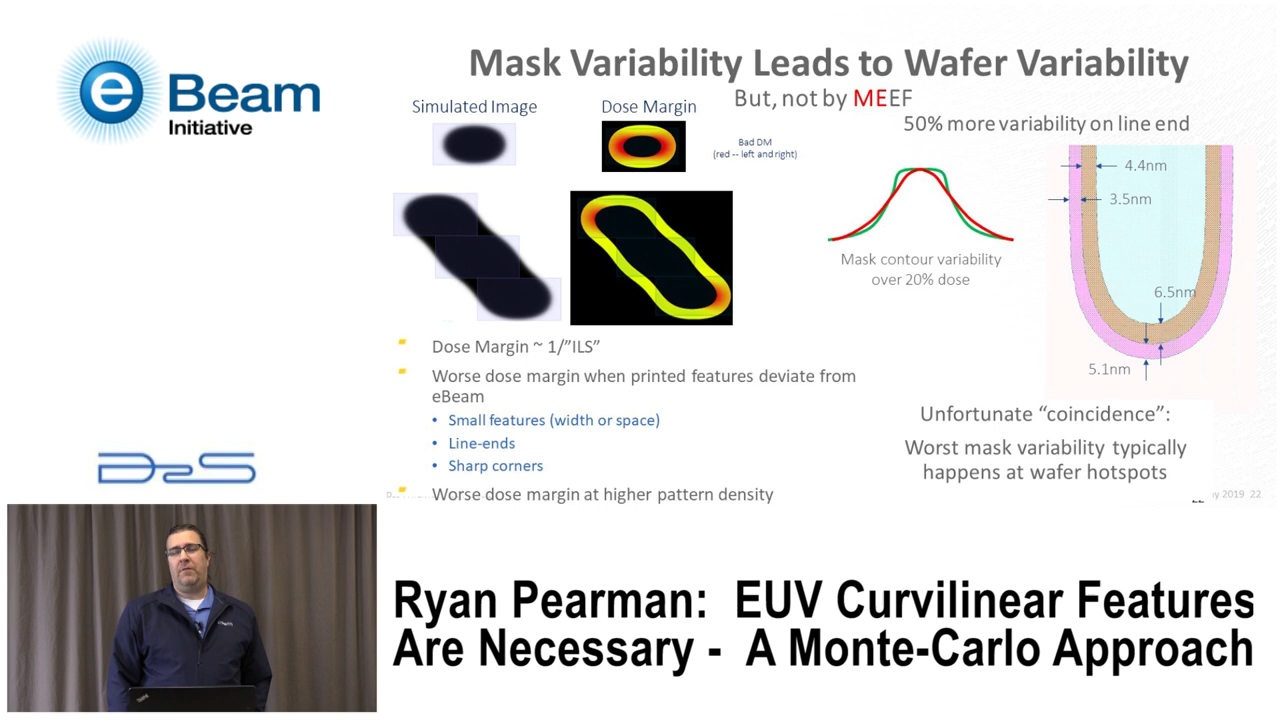 e Beam
Initiative
Mask Variability Leads to Wafer Variability
But, not by MEEF
Simulated Image
Dose Margin
50% more variability on line end
Bad DM
(red -- left and right)
4.4nm
3.5nm
Mask contour variability
over 20% dose
6.5nm
5.1nm
Dose Margin ~ 1/”ILS”
Worse dose margin when printed features deviate from
eBeam
• Small features (width or space)
• Line-ends
• Sharp corners
Worse dose margin at higher pattern density
Unfortunate “coincidence”:
Worst mask variability typically
happens at wafer hotspots
2019 22
D2S
Ryan Pearman: EUV Curvilinear Features
Are Necessary - A Monte-Carlo Approach